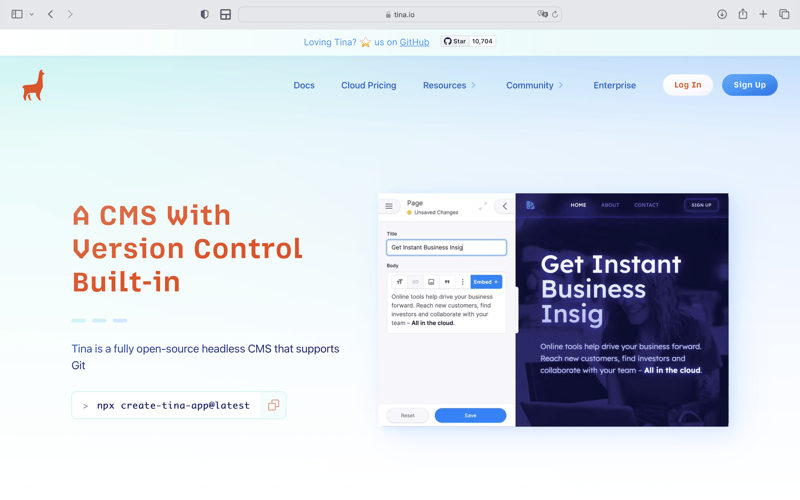 tina.io
Loving Tina? ⭐ us on GitHub
Star 10,704
Docs
Cloud Pricing
Resources
Community
Enterprise
Log In
Sign Up
A CMS With
Version Control
Built-in
Tina is a fully open-source headless CMS that supports
Git
> npx create-tina-app@latest
Page
Unsaved Changes
Title
Get Instant Business Insig
Body
Embed +
Online tools help drive your business
forward. Reach new customers, find
investors and collaborate with your
team – All in the cloud.
Reset
Save
HOME
ABOUT
CONTACT
SIGN UP
Get Instant
Business
Insig
Online tools help drive your business forward.
Reach new customers, find investors and
collaborate with your team – All in the cloud.